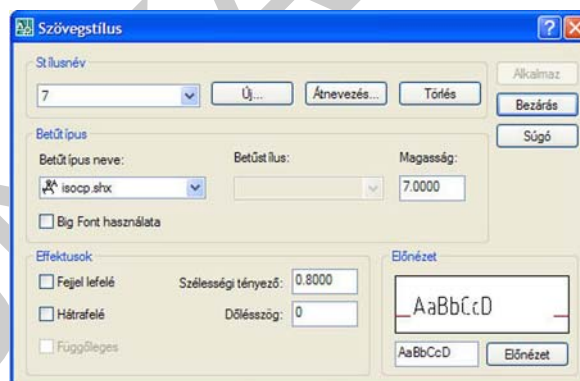 Szövegstílus
Stílusnév
7 Új... Átnevezés... Törlés
Alkalmaz
Bezárás
Súgó
Betűtípus
Betűtípus neve: Betűstílus: Magasság:
isocp.shx 7.0000
Big Font használata
Effektusok
Fejjel lefelé Szélességi tényező: 0.8000
Hátrafelé Dőlésszög: 0
Függőleges
Előnézet
AaBbCcD
AaBbCcD Előnézet